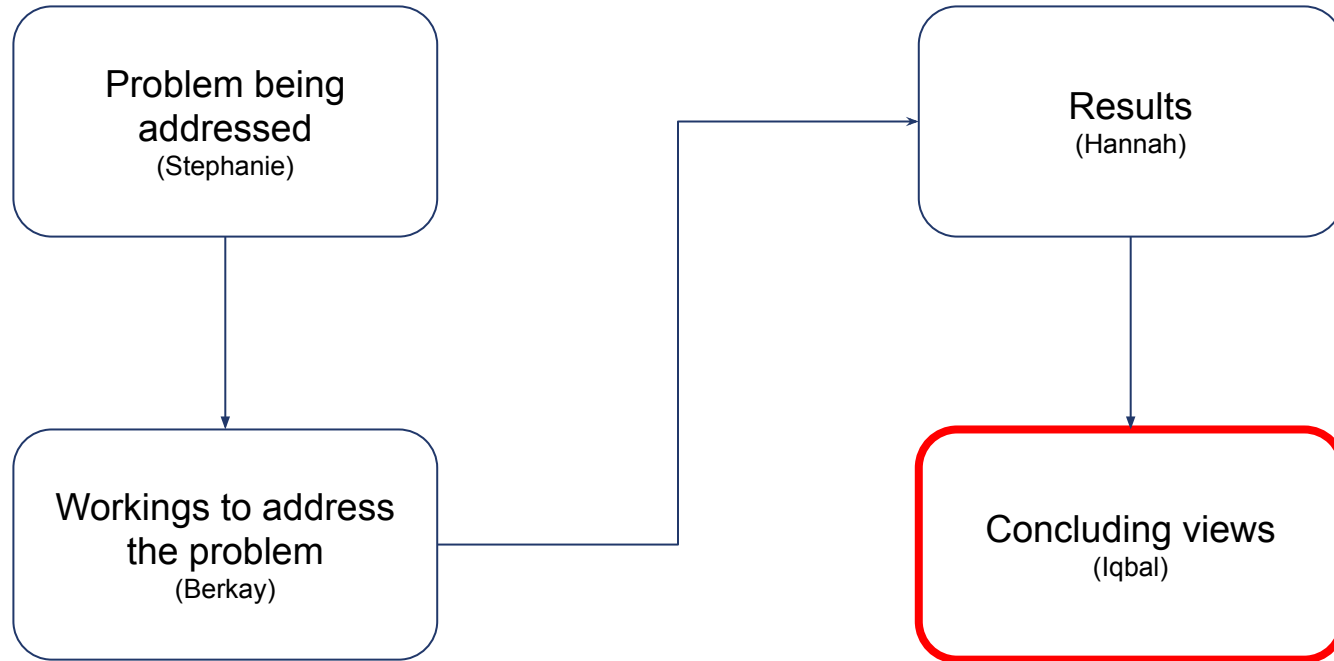 Problem being
addressed
(Stephanie)
Workings to address
the problem
(Berkay)
Results
(Hannah)
Concluding views
(Iqbal)